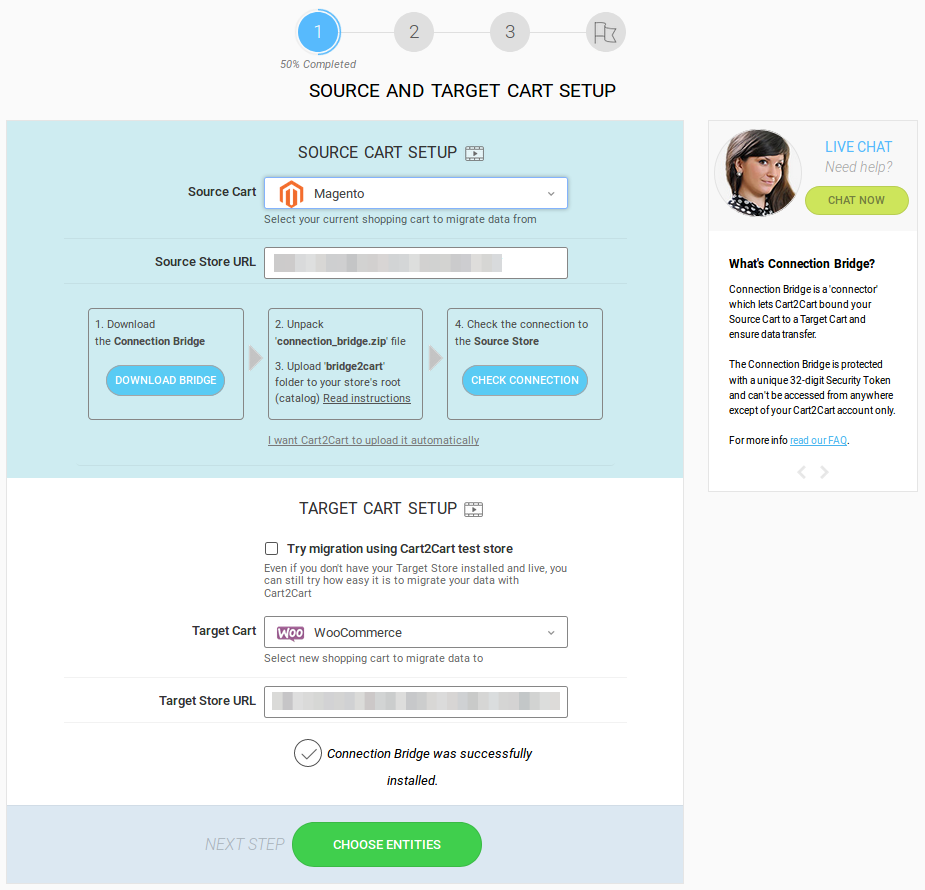 1
2
3
50% Completed
SOURCE AND TARGET CART SETUP
SOURCE CART SETUP
Source Cart
Magento
Select your current shopping cart to migrate data from
Source Store URL
1. Download
the Connection Bridge
DOWNLOAD BRIDGE
2. Unpack
'connection_bridge.zip' file
3. Upload 'bridge2cart'
folder to your store's root
(catalog) Read instructions
4. Check the connection to
the Source Store
CHECK CONNECTION
I want Cart2Cart to upload it automatically
TARGET CART SETUP
Try migration using Cart2Cart test store
Even if you don't have your Target Store installed and live, you
can still try how easy it is to migrate your data with
Cart2Cart
Target Cart
WOO
WooCommerce
Select new shopping cart to migrate data to
Target Store URL
Connection Bridge was successfully
installed.
NEXT STEP
CHOOSE ENTITIES
LIVE CHAT
Need help?
CHAT NOW
What's Connection Bridge?
Connection Bridge is a 'connector'
which lets Cart2Cart bound your
Source Cart to a Target Cart and
ensure data transfer.
The Connection Bridge is protected
with a unique 32-digit Security Token
and can't be accessed from anywhere
except of your Cart2Cart account only.
For more info read our FAQ.